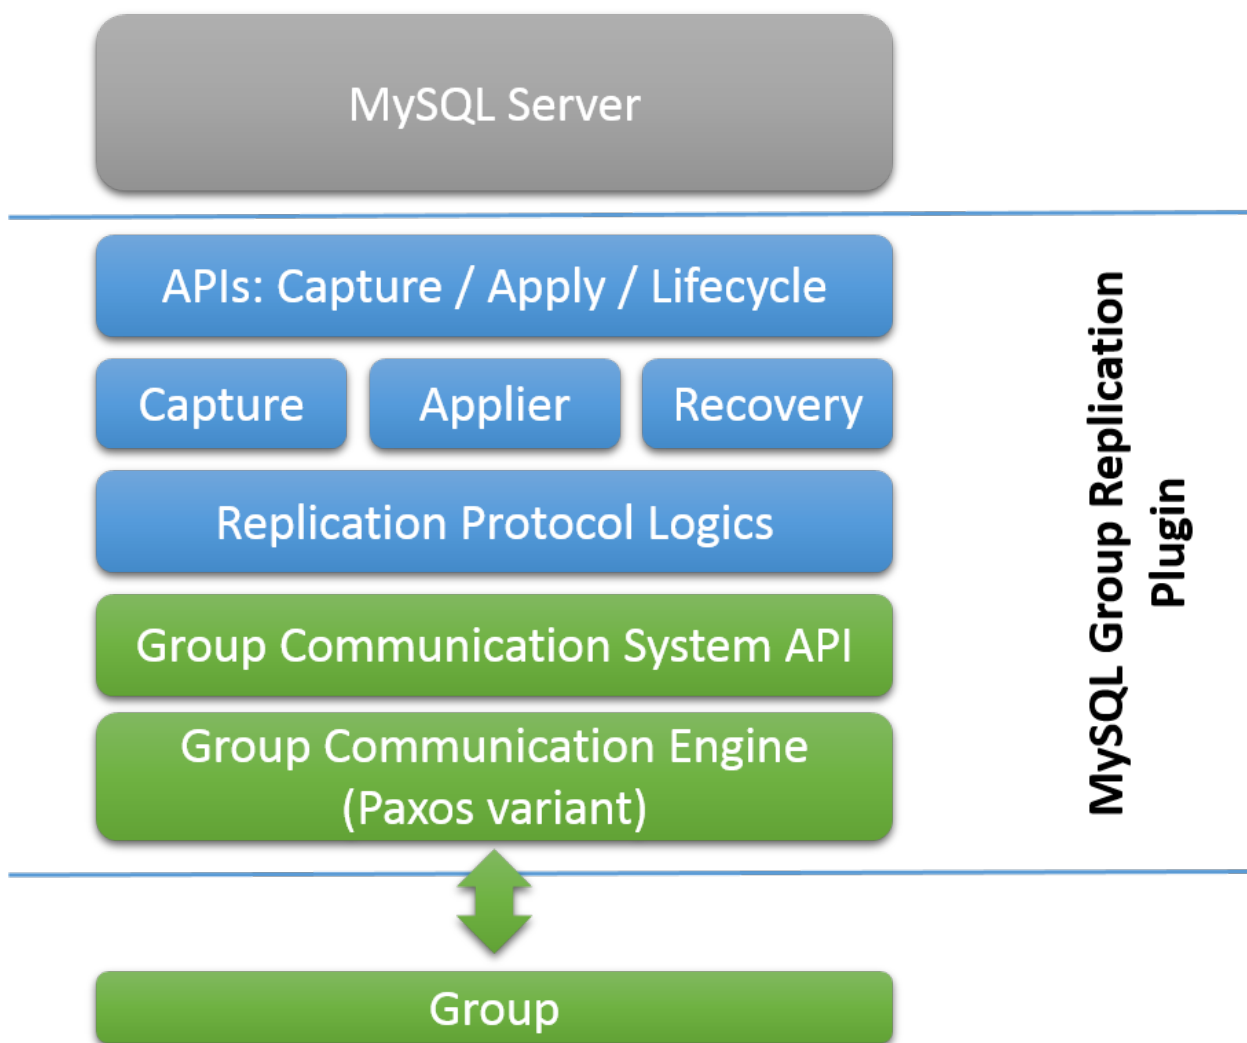 MySQL Server
APIs: Capture / Apply / Lifecycle
Capture
Applier
Recovery
Replication Protocol Logics
Group Communication System API
Group Communication Engine
(Paxos variant)
Group
MySQL Group Replication
Plugin